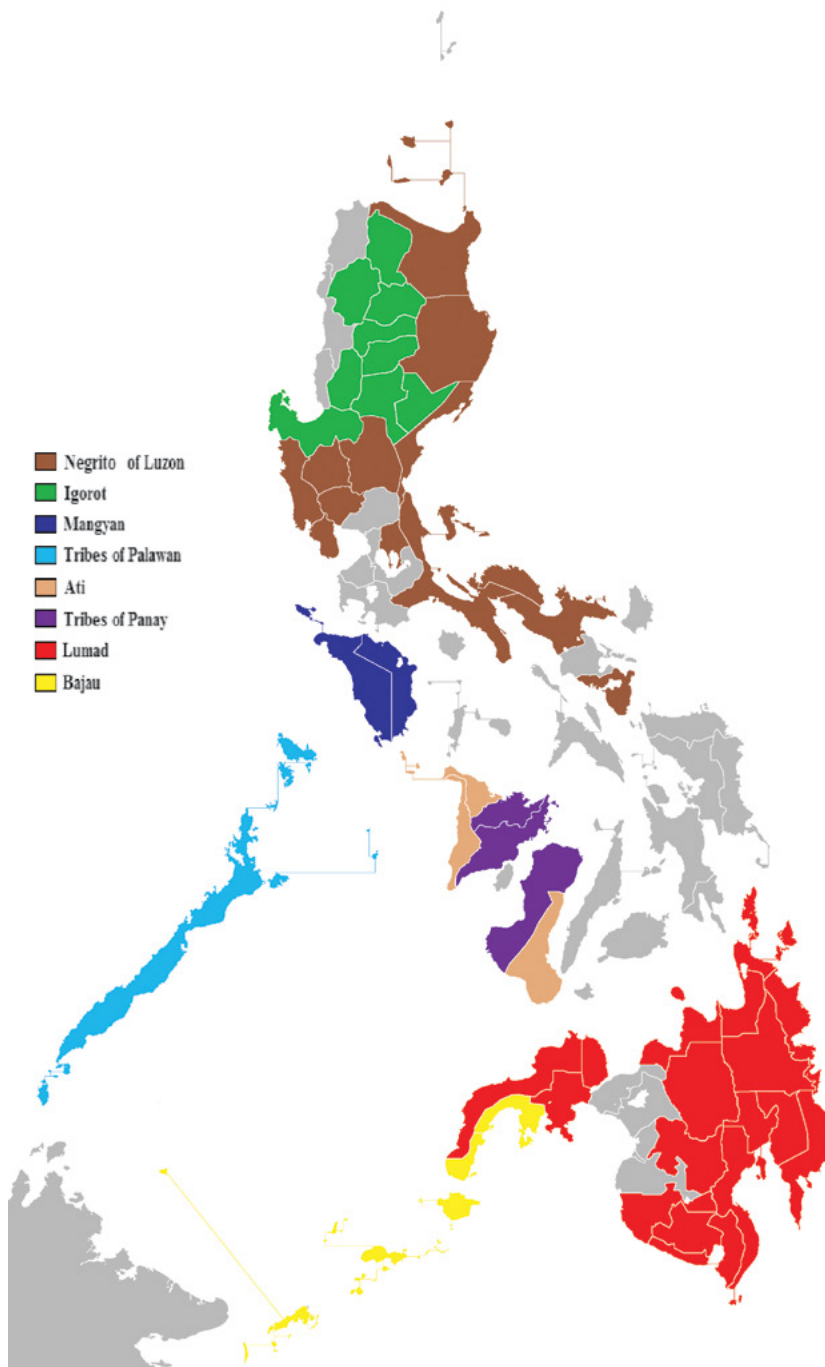 Negrito of Luzon
Igorot
Mangyan
Tribes of Palawan
Ati
Tribes of Panay
Lumad
Bajau